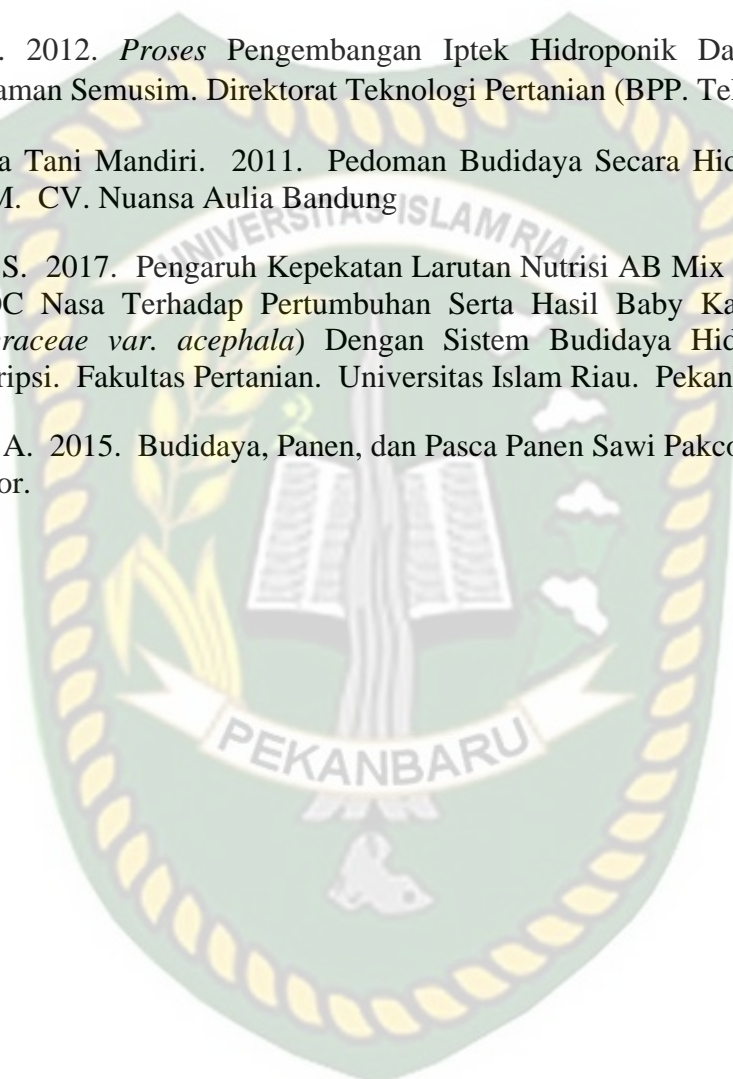 . 2012. Proses Pengembangan Iptek Hidroponik Da
aman Semusim. Direktorat Teknologi Pertanian (BPP. Te
a Tani Mandiri. 2011. Pedoman Budidaya Secara Hid
M. CV. Nuansa Aulia Bandung
UNIVERSITAS ISLAM RIAU
S. 2017. Pengaruh Kepekatan Larutan Nutrisi AB Mix
OC Nasa Terhadap Pertumbuhan Serta Hasil Baby Ka
eraceae var. acephala) Dengan Sistem Budidaya Hid
ripsi. Fakultas Pertanian. Universitas Islam Riau. Pekan
A. 2015. Budidaya, Panen, dan Pasca Panen Sawi Pakco
or.
PEKANBARU